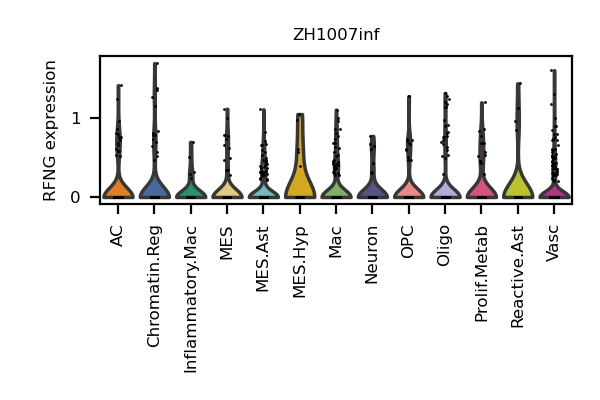 ZH1007inf
RFNG expression
1
0
AC
Chromatin.Reg
Inflammatory.Mac
MES
MES.Ast
MES.Hyp
Mac
Neuron
OPC
Oligo
Prolif.Metab
Reactive.Ast
Vasc